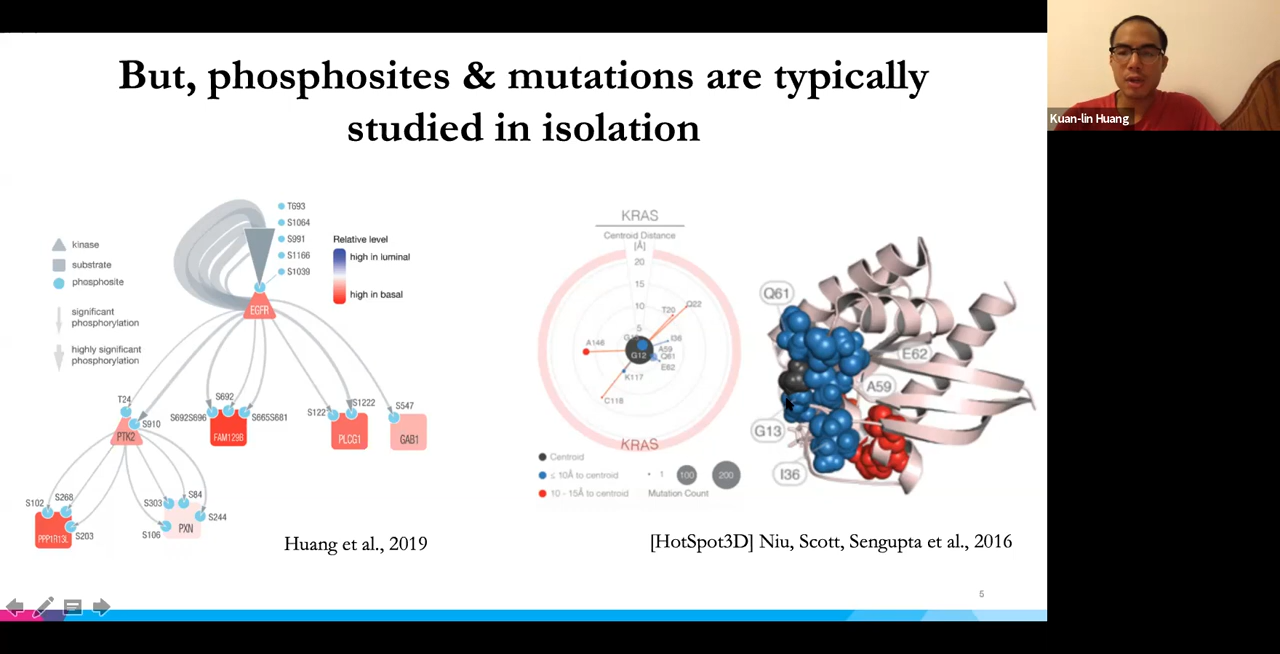 But, phosphosites & mutations are typically
studied in isolation
Kuan-lin Huang
kinase
substrate
phosphosite
significant
phosphorylation
highly significant
phosphorylation
T693
S1064
S991
S1166
S1039
Relative level
high in luminal
high in basal
EGFR
T24
S910
PTK2
S692
S692S696
S665S681
FAM129B
S122
S1222
PLCG1
S547
GAB1
S102
S268
S203
PPP1R13L
S303
S84
S106
S244
PXN
Huang et al., 2019
KRAS
Centroid Distance
[Å]
20
15
10
5
T20
Q22
I36
A59
Q61
E62
G12
A146
K117
C118
KRAS
Centroid
≤ 10Å to centroid
10 - 15Å to centroid
1
100
200
Mutation Count
Q61
E62
A59
G13
I36
[HotSpot3D] Niu, Scott, Sengupta et al., 2016
5